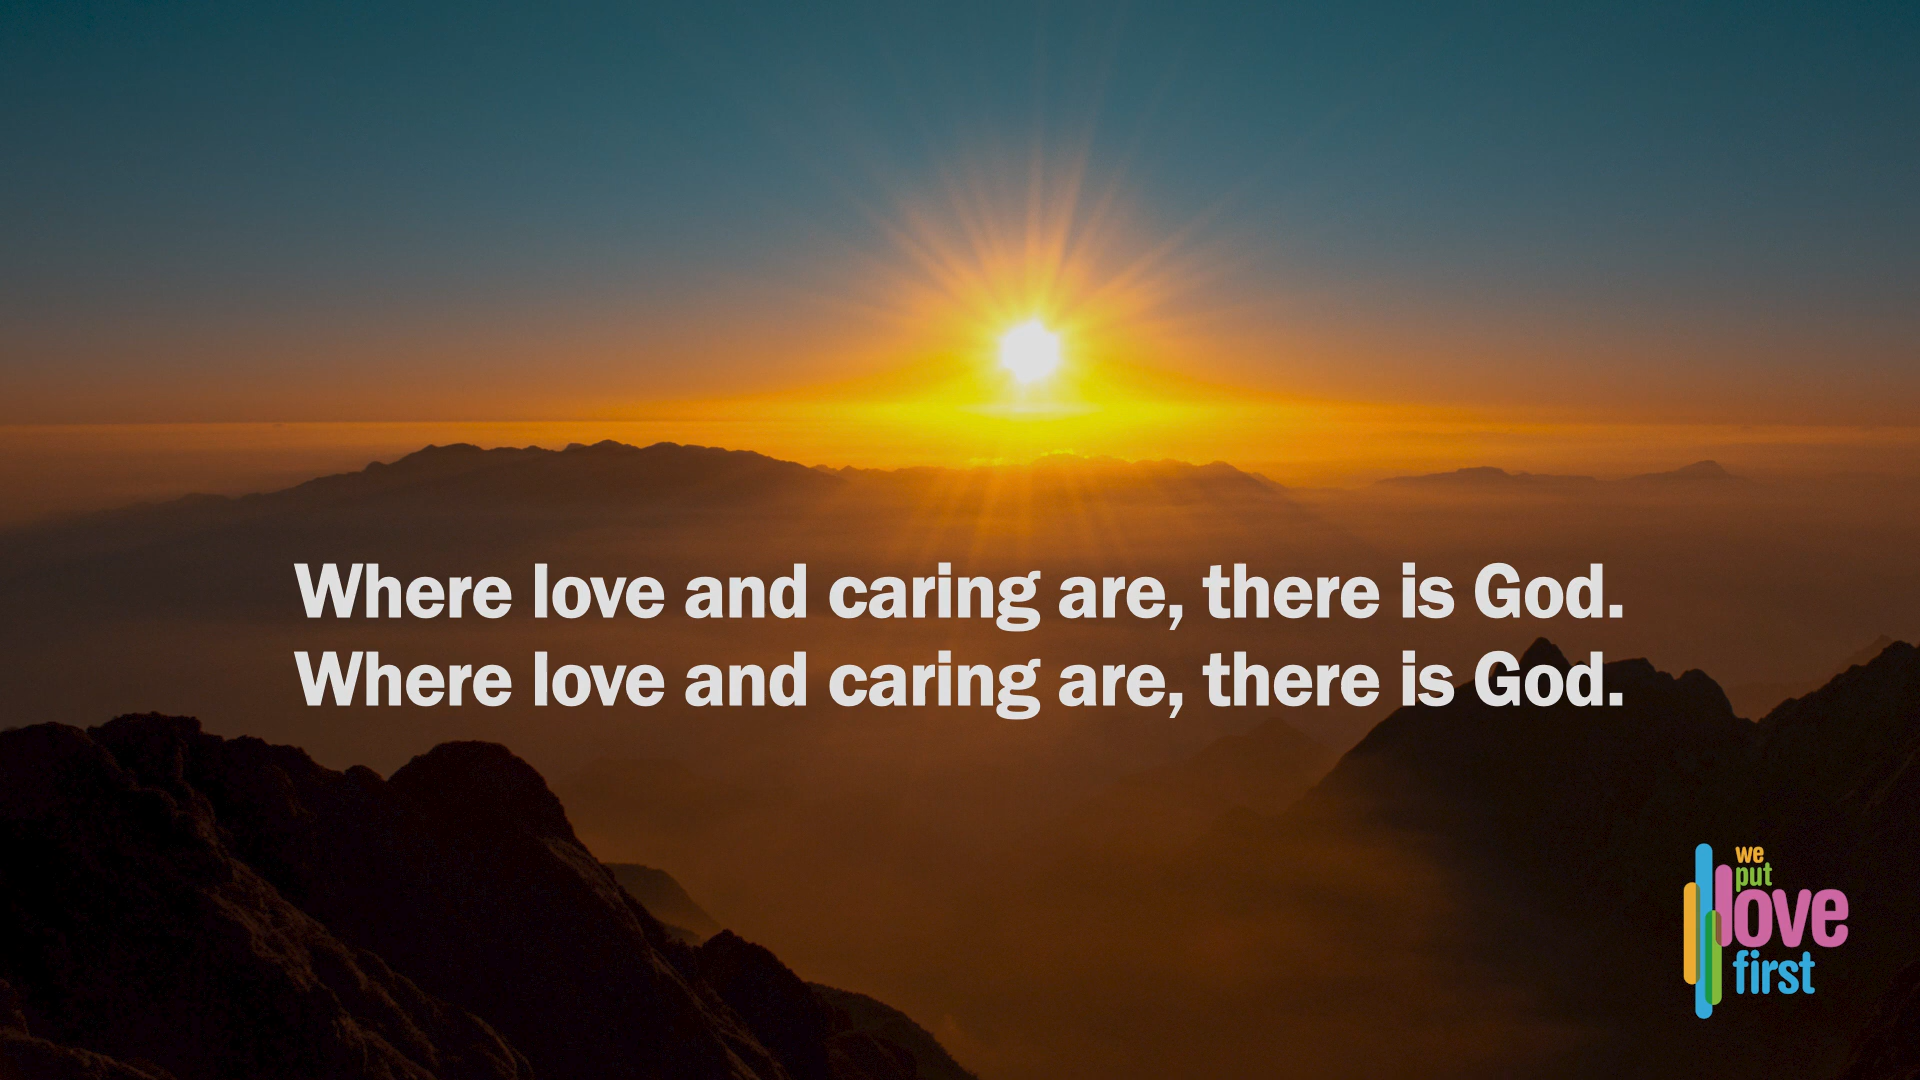 Where love and caring are, there is God.
Where love and caring are, there is God.
we
put
love
first